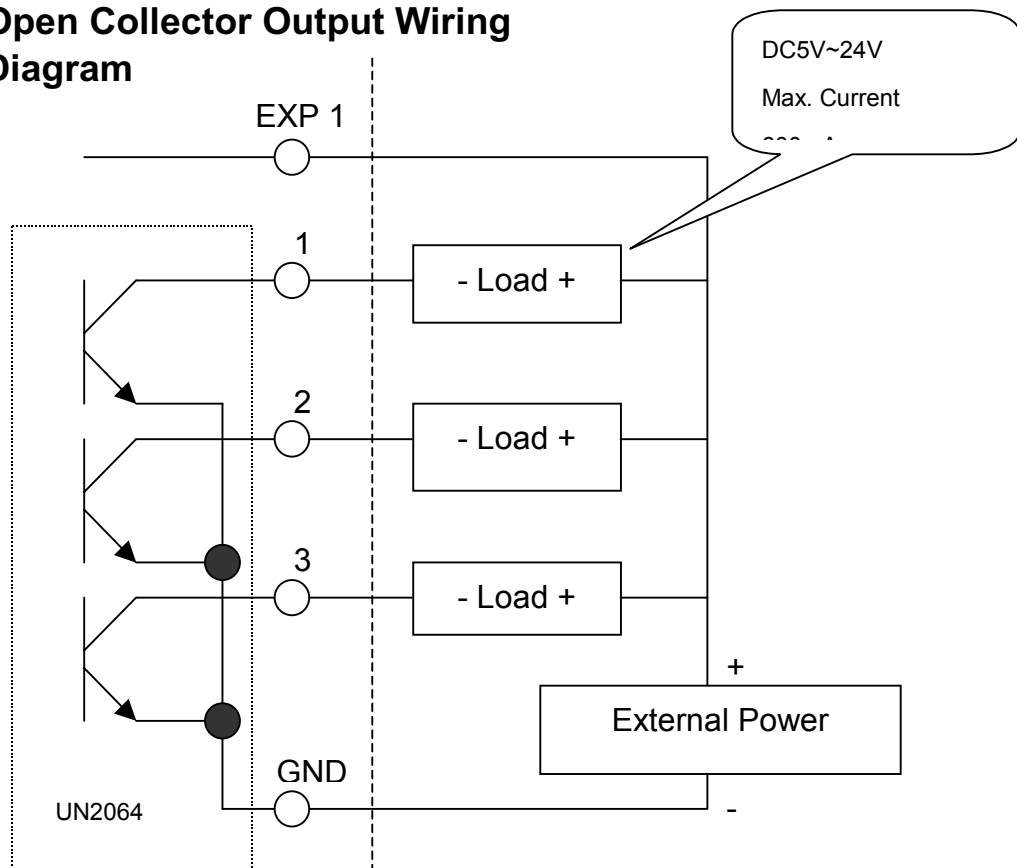 Open Collector Output Wiring
Diagram
DC5V~24V
Max. Current
EXP 1
1
- Load +
2
- Load +
3
- Load +
+
External Power
GND
UN2064
-